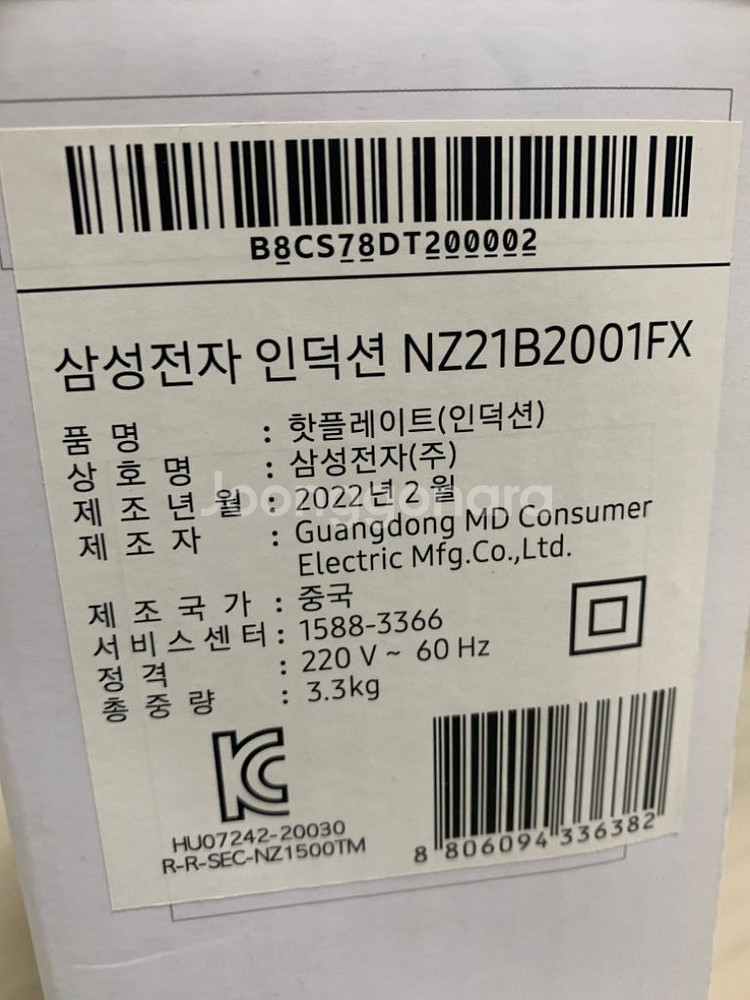 B8CS78DT200002
삼성전자 인덕션 NZ21B2001FX
품 명 : 핫플레이트(인덕션)
상 호 명 : 삼성전자(주)
제 조 년 월 : 2022년 2 월
제 조 자 : Guangdong MD Consumer
Electric Mfg.Co.,Ltd.
제 조 국 가 : 중국
서 비 스 센 터 : 1588-3366
정 격 : 220 V ~ 60 Hz
총 중 량 : 3.3kg
HU07242-20030
R-R-SEC-NZ1500TM
8 806094 336382
Joonggonara